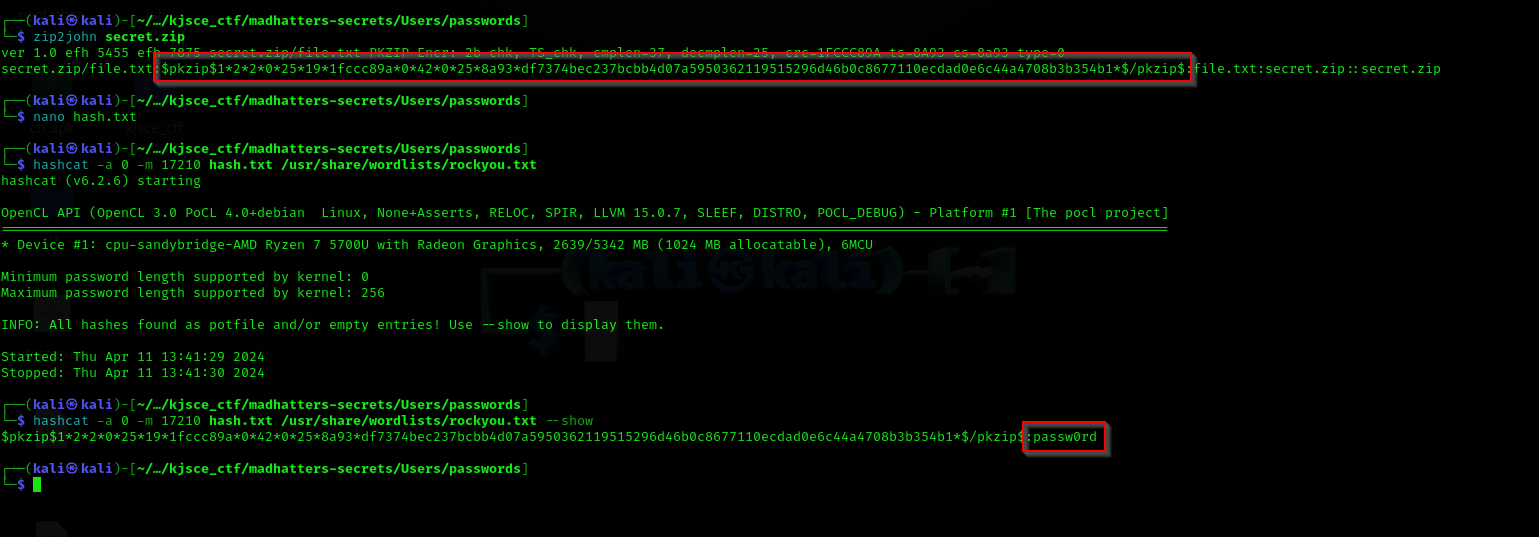 ┌──(kali㉿kali)-[~/…/kjsce_ctf/madhatters-secrets/Users/passwords]
└─$ zip2john secret.zip
ver 1.0 efh 5455 efh 7875 secret.zip/file.txt PKZIP Encr: 2b chk, TS_chk, cmplen=37, decmplen=25, crc=1FCCC89A ts=8A93 cs=8a93 type=0
secret.zip/file.txt:$pkzip$1*2*2*0*25*19*1fccc89a*0*42*0*25*8a93*df7374bec237bcbb4d07a5950362119515296d46b0c8677110ecdad0e6c44a4708b3b354b1*$/pkzip$:file.txt:secret.zip::secret.zip
┌──(kali㉿kali)-[~/…/kjsce_ctf/madhatters-secrets/Users/passwords]
└─$ nano hash.txt
┌──(kali㉿kali)-[~/…/kjsce_ctf/madhatters-secrets/Users/passwords]
└─$ hashcat -a 0 -m 17210 hash.txt /usr/share/wordlists/rockyou.txt
hashcat (v6.2.6) starting
OpenCL API (OpenCL 3.0 PoCL 4.0+debian  Linux, None+Asserts, RELOC, SPIR, LLVM 15.0.7, SLEEF, DISTRO, POCL_DEBUG) - Platform #1 [The pocl project]
* Device #1: cpu-sandybridge-AMD Ryzen 7 5700U with Radeon Graphics, 2639/5342 MB (1024 MB allocatable), 6MCU
Minimum password length supported by kernel: 0
Maximum password length supported by kernel: 256
INFO: All hashes found as potfile and/or empty entries! Use --show to display them.
Started: Thu Apr 11 13:41:29 2024
Stopped: Thu Apr 11 13:41:30 2024
┌──(kali㉿kali)-[~/…/kjsce_ctf/madhatters-secrets/Users/passwords]
└─$ hashcat -a 0 -m 17210 hash.txt /usr/share/wordlists/rockyou.txt --show
$pkzip$1*2*2*0*25*19*1fccc89a*0*42*0*25*8a93*df7374bec237bcbb4d07a5950362119515296d46b0c8677110ecdad0e6c44a4708b3b354b1*$/pkzip$:passw0rd
┌──(kali㉿kali)-[~/…/kjsce_ctf/madhatters-secrets/Users/passwords]
└─$